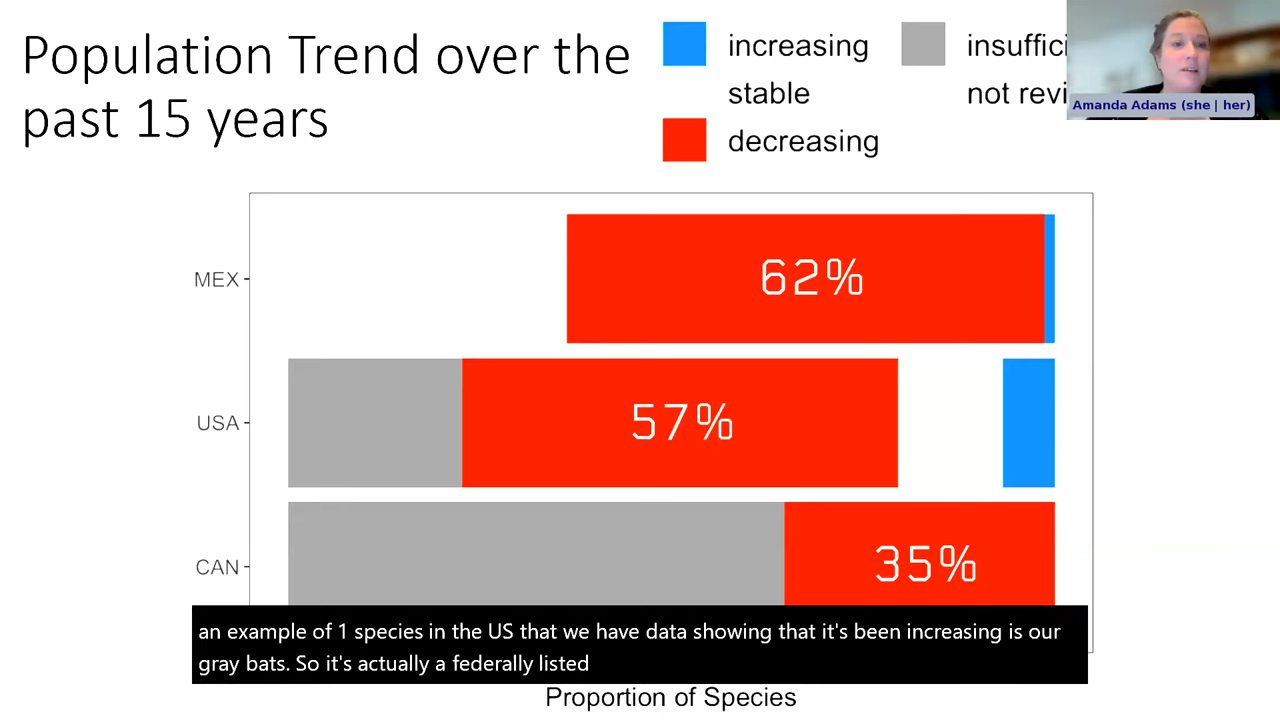 Population Trend over the
past 15 years
increasing
stable
decreasing
not
Amanda Adams (she | her)
MEX
62%
USA
57%
CAN
35%
an example of 1 species in the US that we have data showing that it's been increasing is our
gray bats. So it's actually a federally listed
Proportion of Species